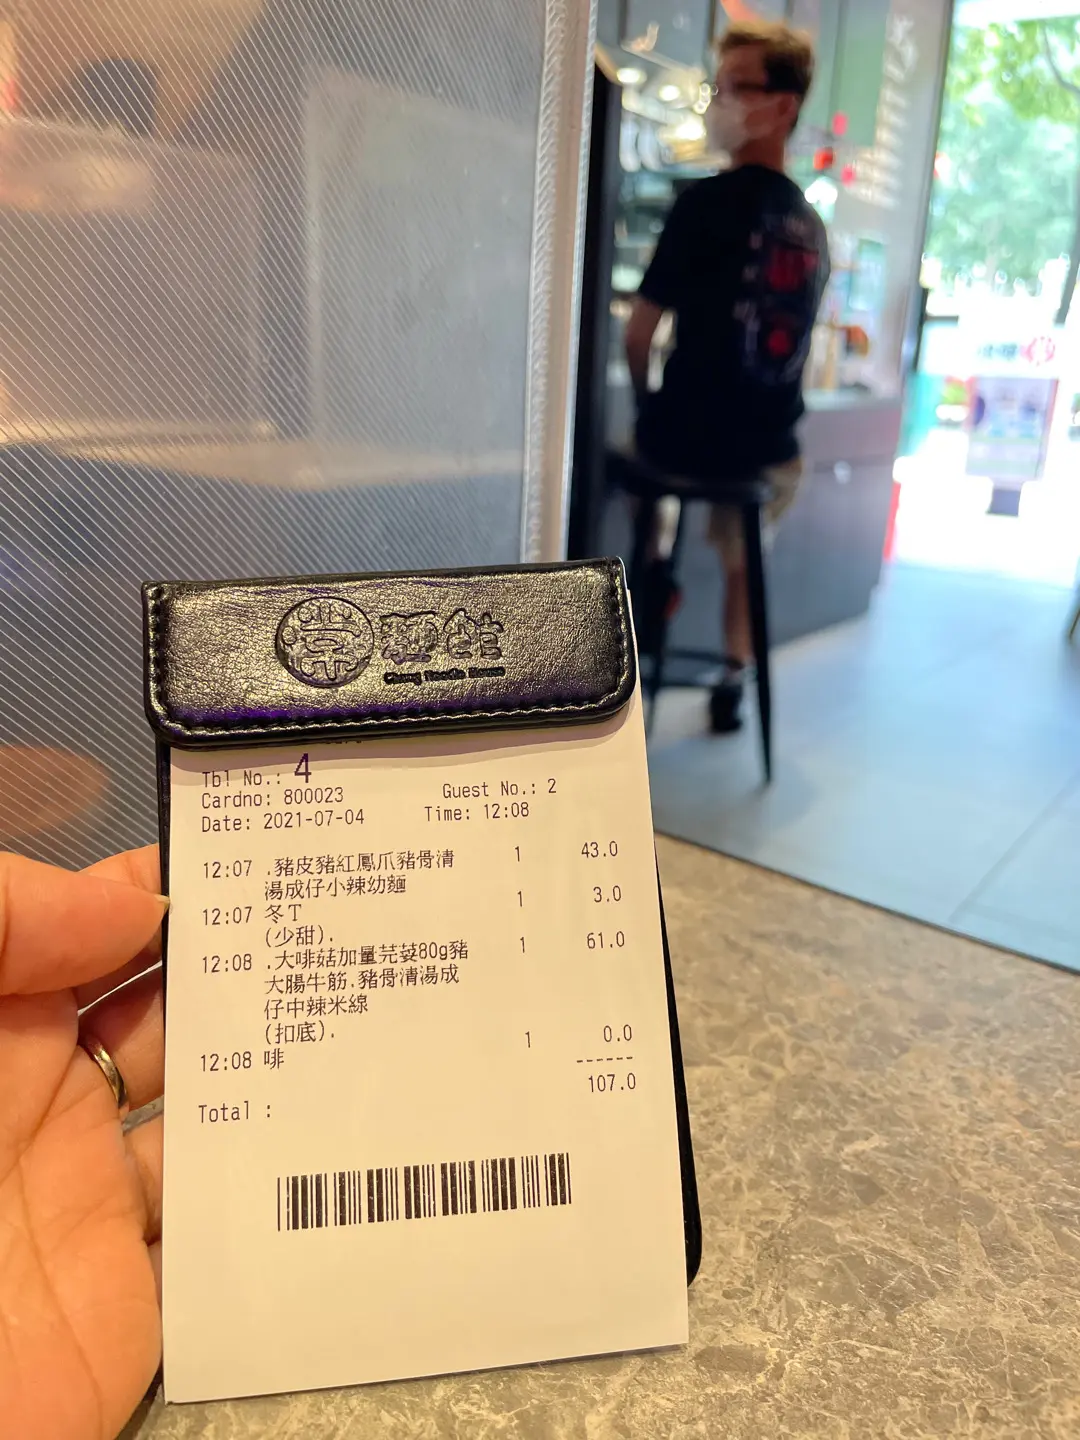 常麵館
Chang Noodle House
Tbl No.: 4
Cardno: 800023 Guest No.: 2
Date: 2021-07-04 Time: 12:08
12:07 .豬皮豬紅鳳爪豬骨清 1 43.0
湯成仔小辣幼麵
12:07 冬T 1 3.0
(少甜).
12:08 .大啡菇加量芫荽80g豬 1 61.0
大腸牛筋.豬骨清湯成
仔中辣米線
(扣底).
12:08 啡 1 0.0
------
107.0
Total :